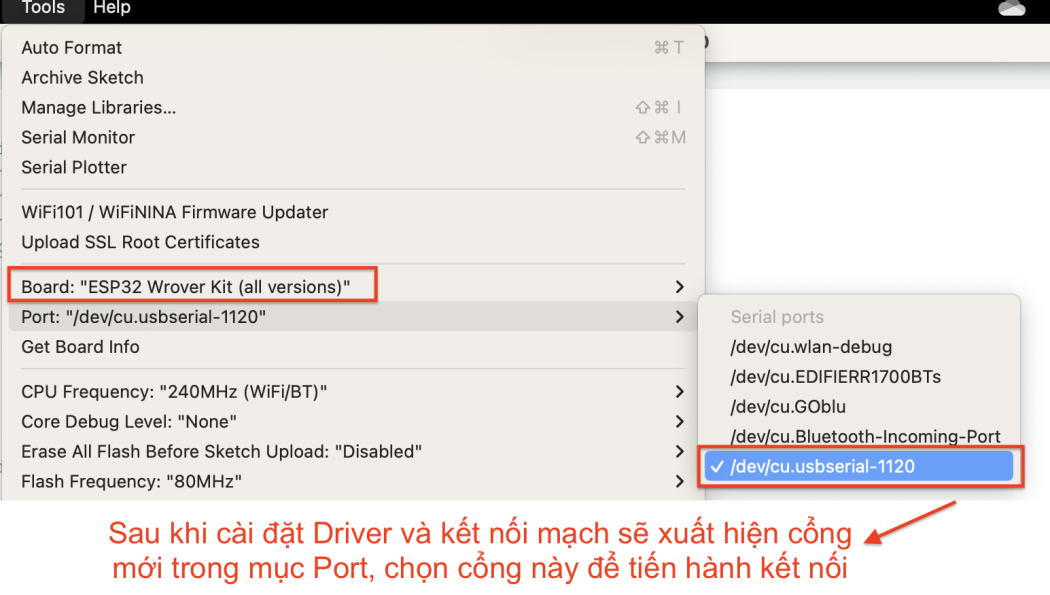 Tools Help
Auto Format ⌘ T
Archive Sketch
Manage Libraries... ⇧ ⌘ I
Serial Monitor ⇧ ⌘ M
Serial Plotter
WiFi101 / WiFiNINA Firmware Updater
Upload SSL Root Certificates
Board: "ESP32 Wrover Kit (all versions)"
Port: "/dev/cu.usbserial-1120"
Get Board Info
CPU Frequency: "240MHz (WiFi/BT)"
Core Debug Level: "None"
Erase All Flash Before Sketch Upload: "Disabled"
Flash Frequency: "80MHz"
Serial ports
/dev/cu.wlan-debug
/dev/cu.EDIFIERR1700BTs
/dev/cu.GOblu
/dev/cu.Bluetooth-Incoming-Port
✓ /dev/cu.usbserial-1120
Sau khi cài đặt Driver và kết nối mạch sẽ xuất hiện cổng
mới trong mục Port, chọn cổng này để tiến hành kết nối